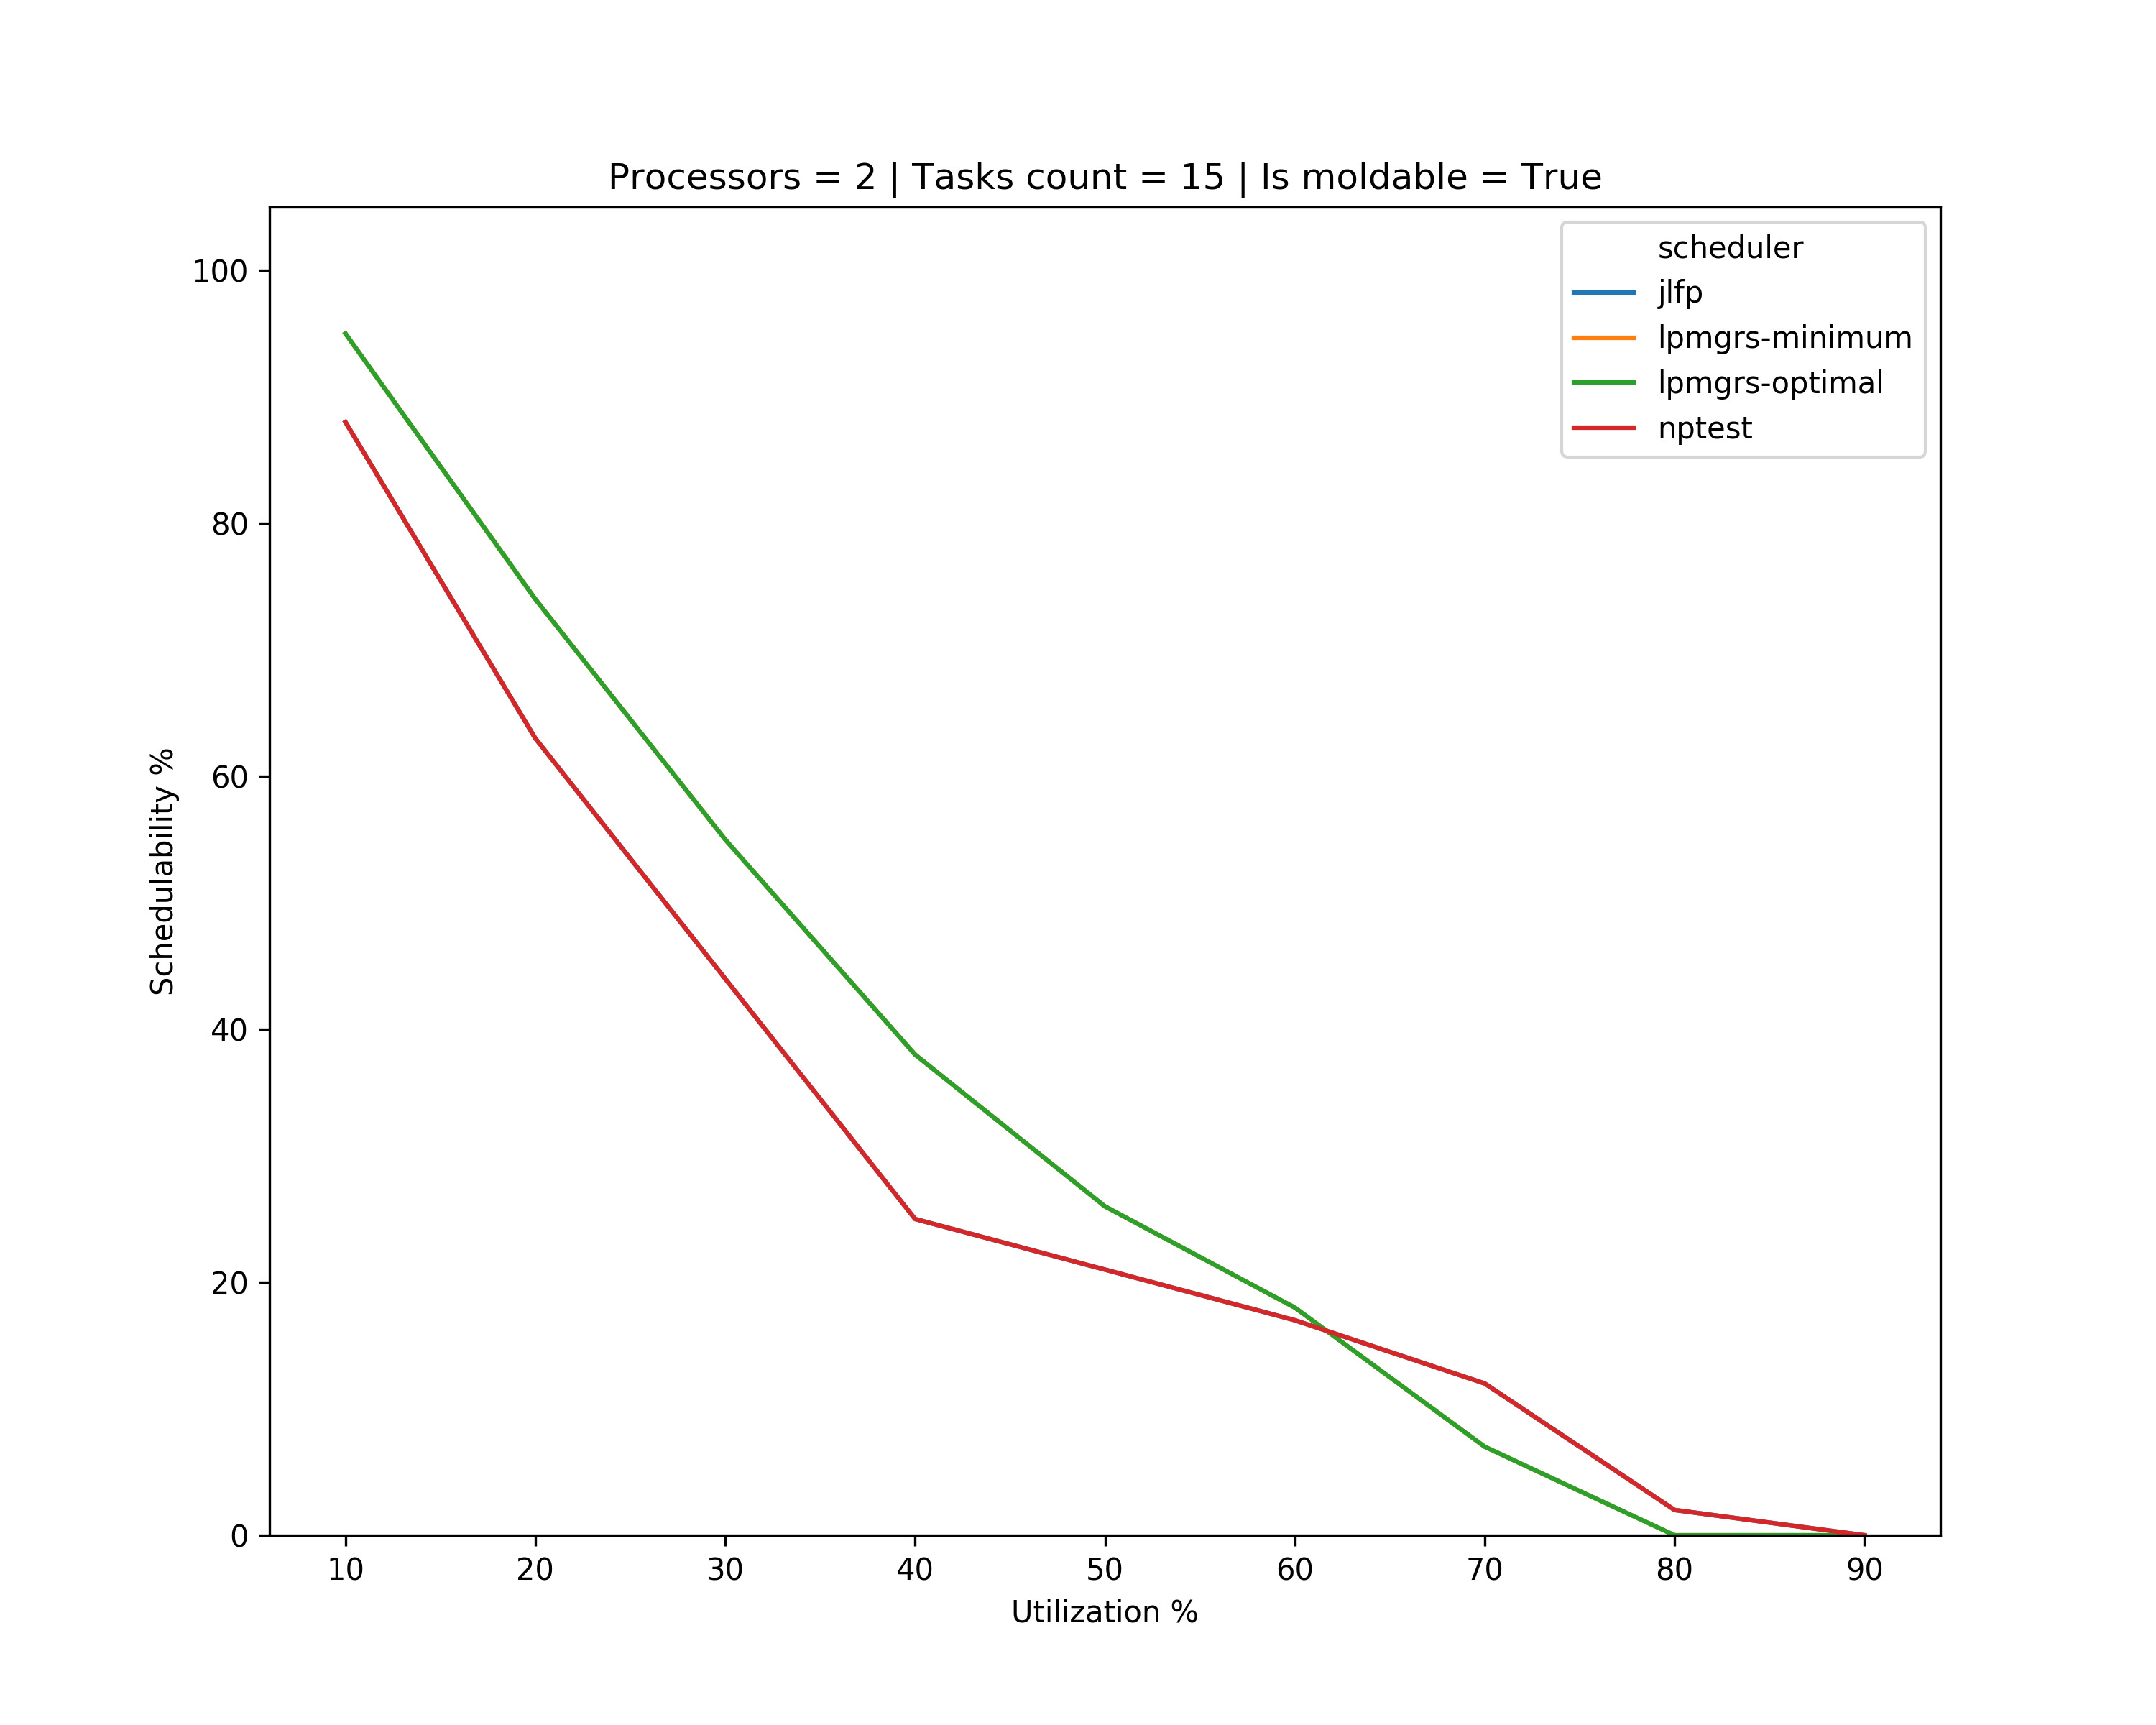 Processors = 2 | Tasks count = 15 | Is moldable = True
scheduler
jlfp
lpmgrs-minimum
lpmgrs-optimal
nptest
Schedulability %
100
80
60
40
20
0
10 20 30 40 50 60 70 80 90
Utilization %